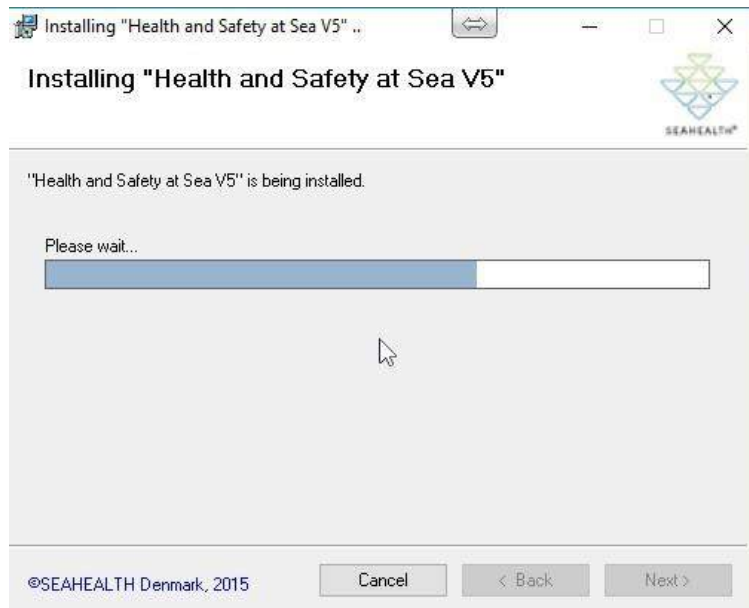 Installing "Health and Safety at Sea V5" ..
Installing "Health and Safety at Sea V5"
SEAHEALTH®
"Health and Safety at Sea V5" is being installed.
Please wait...
©SEAHEALTH Denmark, 2015
Cancel
< Back
Next >